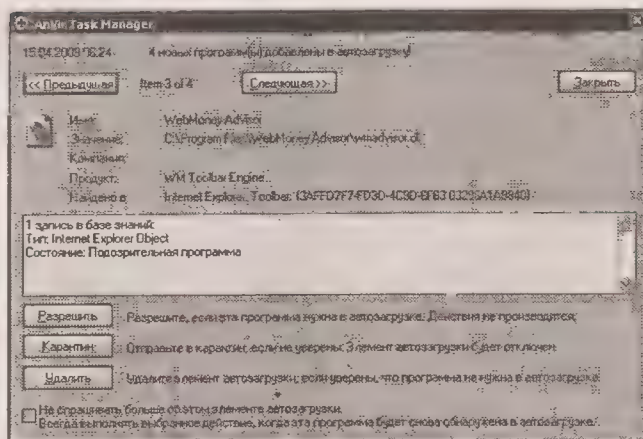 AnVir Task Manager
15.04.2009 06:24 4 новых программ(ы) добавлены в автозагрузку!
<< Предыдущая Item 3 of 4 Следующая >> Закрыть
Имя: WebMoney Advisor
Значение: C:\Program Files\WebMoney Advisor\wmadvisor.dll
Компания:
Продукт: WM Toolbar Engine
Найдено в: Internet Explorer, Toolbar:
1 запись в базе знаний:
Тип: Internet Explorer Object
Состояние: Подозрительная программа
Разрешить Разрешите, если эта программа нужна в автозагрузке. Действия не производятся.
Карантин Отправьте в карантин, если не уверены. Элемент автозагрузки будет отключен.
Удалить Удалите элемент автозагрузки, если уверены, что программа не нужна в автозагрузке.
Не спрашивать больше об этом элементе автозагрузки.
Всегда выполнять выбранное действие, когда эта программа будет снова обнаружена в автозагрузке.